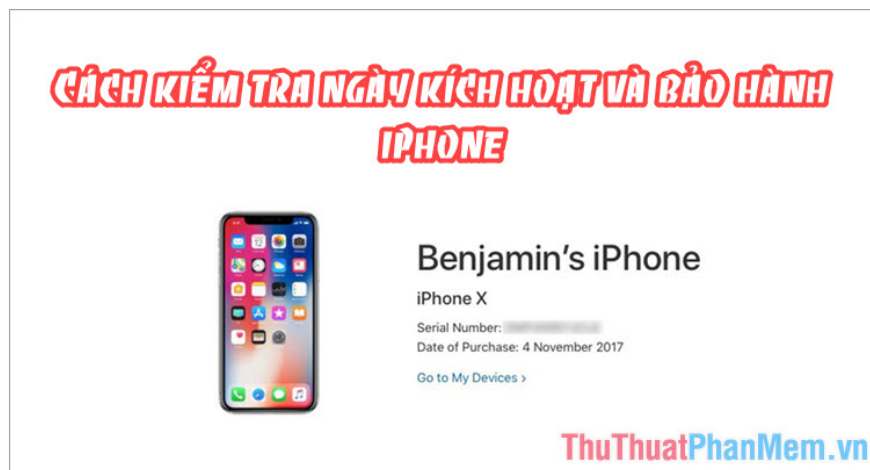 CÁCH KIỂM TRA NGÀY KÍCH HOẠT VÀ BẢO HÀNH
IPHONE
Benjamin's iPhone
iPhone X
Serial Number:
Date of Purchase: 4 November 2017
Go to My Devices ›
ThuThuatPhanMem.vn